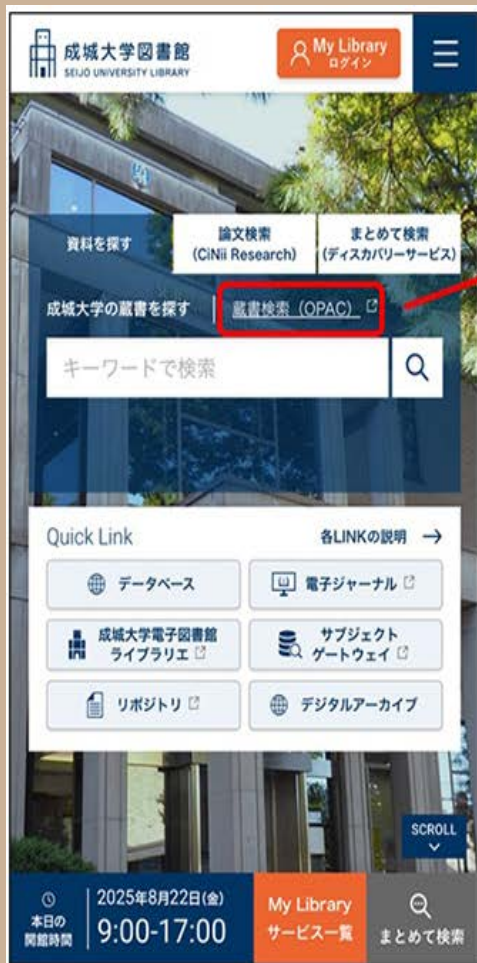 成城大学図書館
SEIJO UNIVERSITY LIBRARY
My Library
ログイン
資料を探す
論文検索
(CiNii Research)
まとめて検索
(ディスカバリーサービス)
成城大学の蔵書を探す
蔵書検索（OPAC）
キーワードで検索
Quick Link
各LINKの説明 →
データベース
電子ジャーナル
成城大学電子図書館
ライブラリエ
サブジェクト
ゲートウェイ
リポジトリ
デジタルアーカイブ
SCROLL
本日の
開館時間
2025年8月22日(金)
9:00-17:00
My Library
サービス一覧
まとめて検索